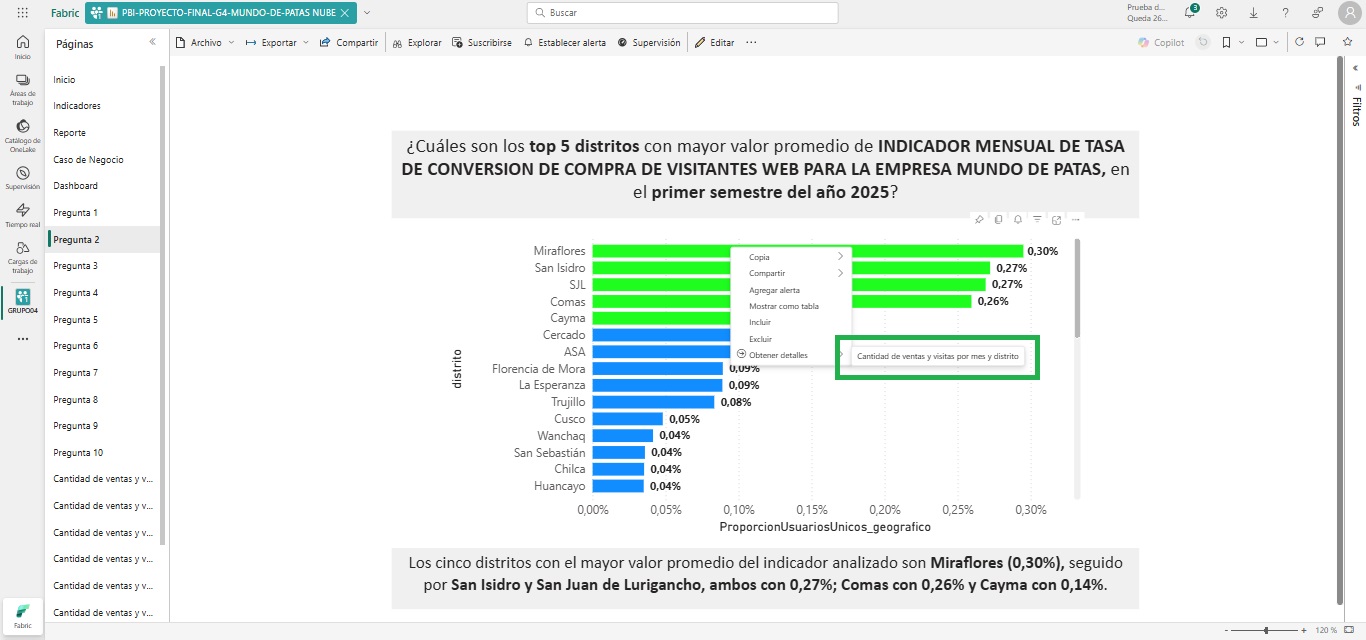 Fabric
PBI-PROYECTO-FINAL-G4-MUNDO-DE-PATAS NUBE
Buscar
Prueba d...
Queda 26...
3
Inicio
Áreas de
trabajo
Catálogo de
OneLake
Supervisión
Tiempo real
Cargas de
trabajo
GRUPO04
Fabric
Páginas
Inicio
Indicadores
Reporte
Caso de Negocio
Dashboard
Pregunta 1
Pregunta 2
Pregunta 3
Pregunta 4
Pregunta 5
Pregunta 6
Pregunta 7
Pregunta 8
Pregunta 9
Pregunta 10
Cantidad de ventas y v...
Cantidad de ventas y v...
Cantidad de ventas y v...
Cantidad de ventas y v...
Cantidad de ventas y v...
Cantidad de ventas y v...
Archivo
Exportar
Compartir
Explorar
Suscribirse
Establecer alerta
Supervisión
Editar
Copilot
Filtros
¿Cuáles son los top 5 distritos con mayor valor promedio de INDICADOR MENSUAL DE TASA
DE CONVERSION DE COMPRA DE VISITANTES WEB PARA LA EMPRESA MUNDO DE PATAS, en
el primer semestre del año 2025?
distrito
Miraflores 0,30%
San Isidro 0,27%
SJL 0,27%
Comas 0,26%
Cayma
Cercado
ASA
Florencia de Mora 0,09%
La Esperanza 0,09%
Trujillo 0,08%
Cusco 0,05%
Wanchaq 0,04%
San Sebastián 0,04%
Chilca 0,04%
Huancayo 0,04%
Copia
Compartir
Agregar alerta
Mostrar como tabla
Incluir
Excluir
Obtener detalles
Cantidad de ventas y visitas por mes y distrito
0,00% 0,05% 0,10% 0,15% 0,20% 0,25% 0,30%
ProporcionUsuariosUnicos_geografico
Los cinco distritos con el mayor valor promedio del indicador analizado son Miraflores (0,30%), seguido
por San Isidro y San Juan de Lurigancho, ambos con 0,27%; Comas con 0,26% y Cayma con 0,14%.
- + 120 %